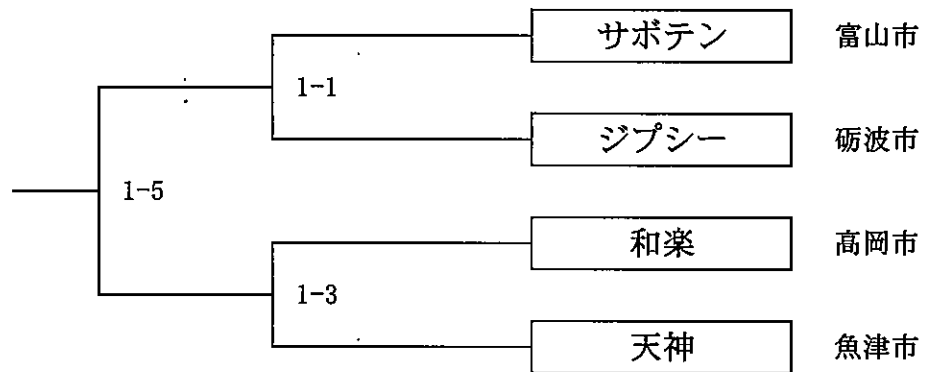 サボテン 富山市
1-1
ジプシー 砺波市
1-5
和楽 高岡市
1-3
天神 魚津市